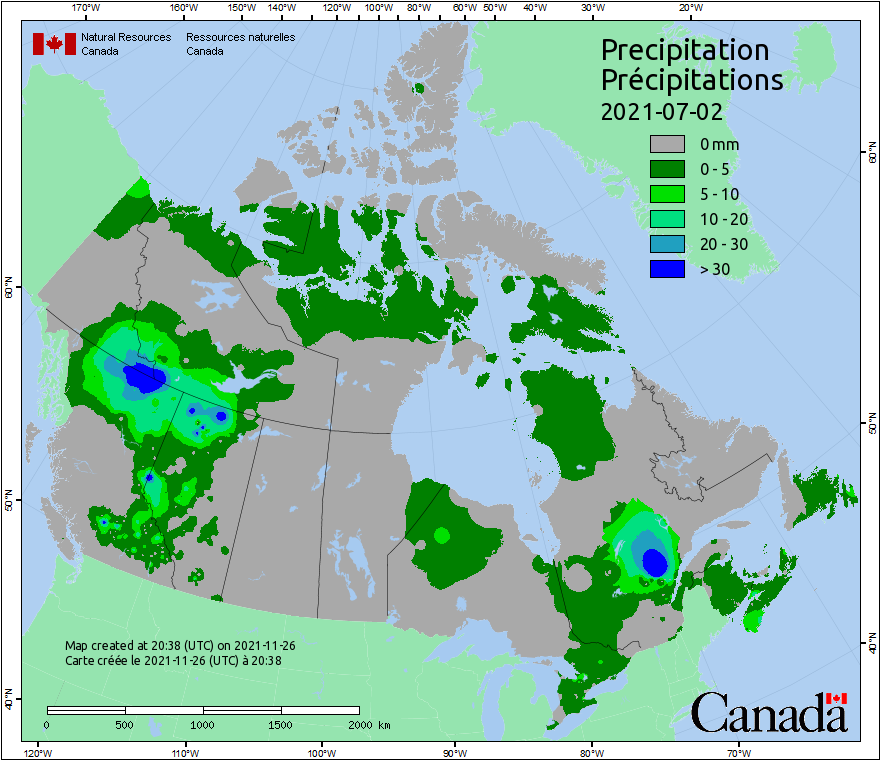 170°W 160°W 150°W 140°W 130°W 120°W 110°W 100°W 90°W 80°W 60°W 50°W 40°W 30°W 20°W
Natural Resources Ressources naturelles
Canada Canada
Precipitation
Précipitations
2021-07-02
0 mm
0 - 5
5 - 10
10 - 20
20 - 30
> 30
60°N
60°N
50°N
50°N
40°N
40°N
Map created at 20:38 (UTC) on 2021-11-26
Carte créée le 2021-11-26 (UTC) à 20:38
0 500 1000 1500 2000 km
Canada
120°W 110°W 100°W 90°W 80°W 70°W